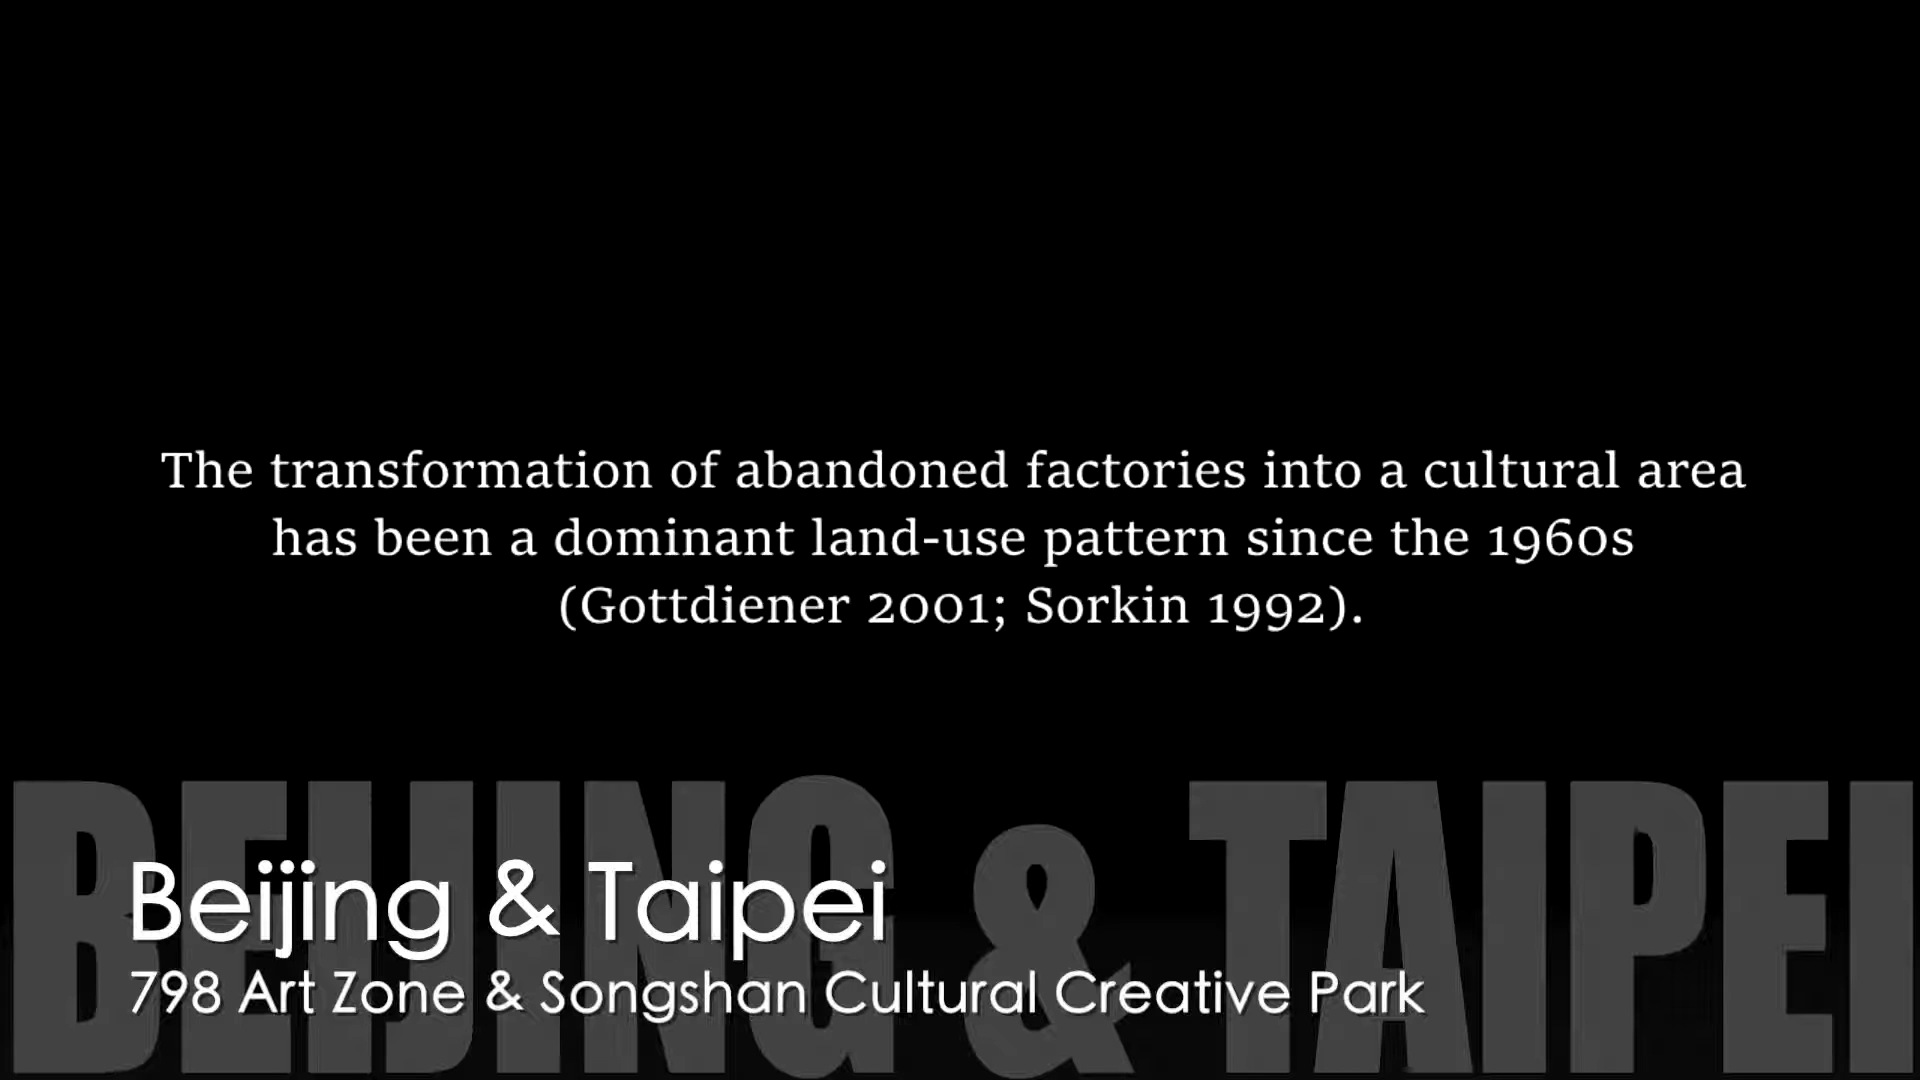 The transformation of abandoned factories into a cultural area
has been a dominant land-use pattern since the 1960s
(Gottdiener 2001; Sorkin 1992).
BEIJING & TAIPEI
Beijing & Taipei
798 Art Zone & Songshan Cultural Creative Park